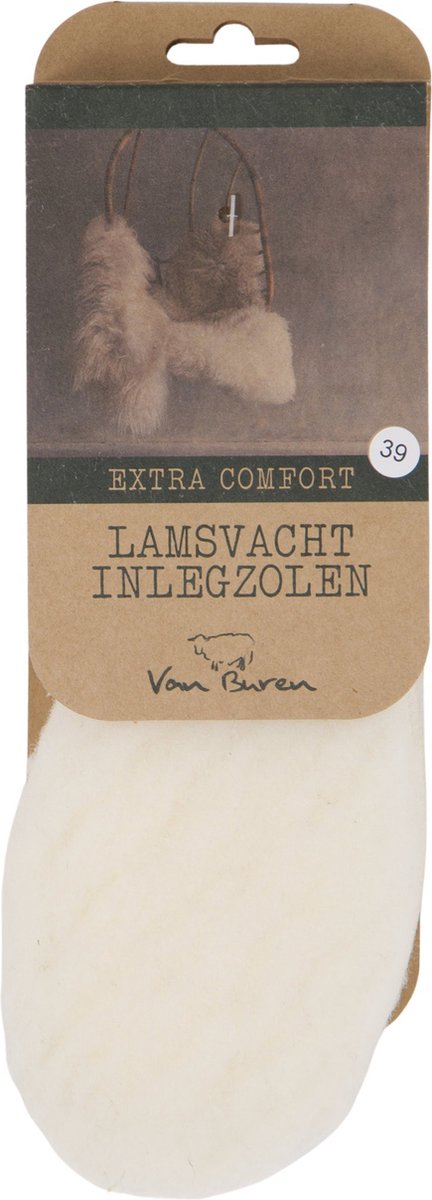 39
EXTRA COMFORT
LAMSVACHT
INLEGZOLEN
Van Buren